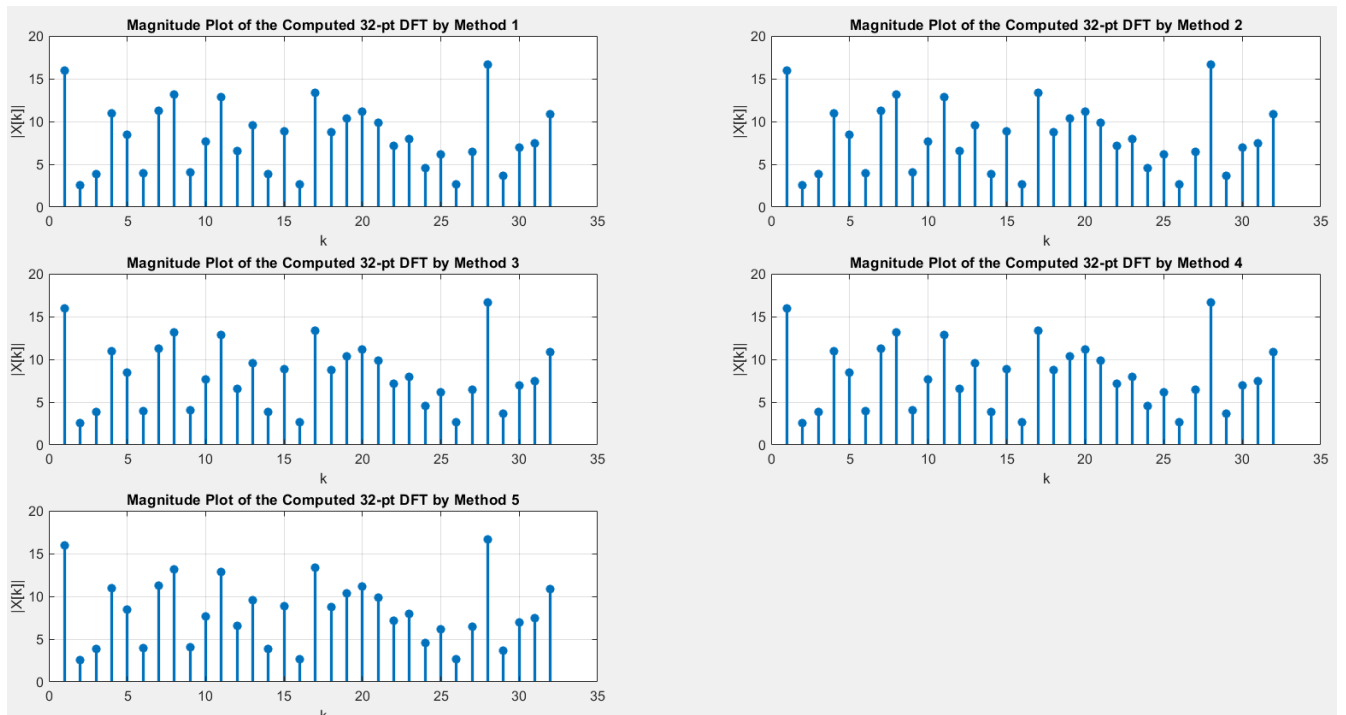 Magnitude Plot of the Computed 32-pt DFT by Method 1
20
15
10
5
0
|X[k]|
0 5 10 15 20 25 30 35
k
Magnitude Plot of the Computed 32-pt DFT by Method 2
20
15
10
5
0
|X[k]|
0 5 10 15 20 25 30 35
k
Magnitude Plot of the Computed 32-pt DFT by Method 3
20
15
10
5
0
|X[k]|
0 5 10 15 20 25 30 35
k
Magnitude Plot of the Computed 32-pt DFT by Method 4
20
15
10
5
0
|X[k]|
0 5 10 15 20 25 30 35
k
Magnitude Plot of the Computed 32-pt DFT by Method 5
20
15
10
5
0
|X[k]|
0 5 10 15 20 25 30 35
k